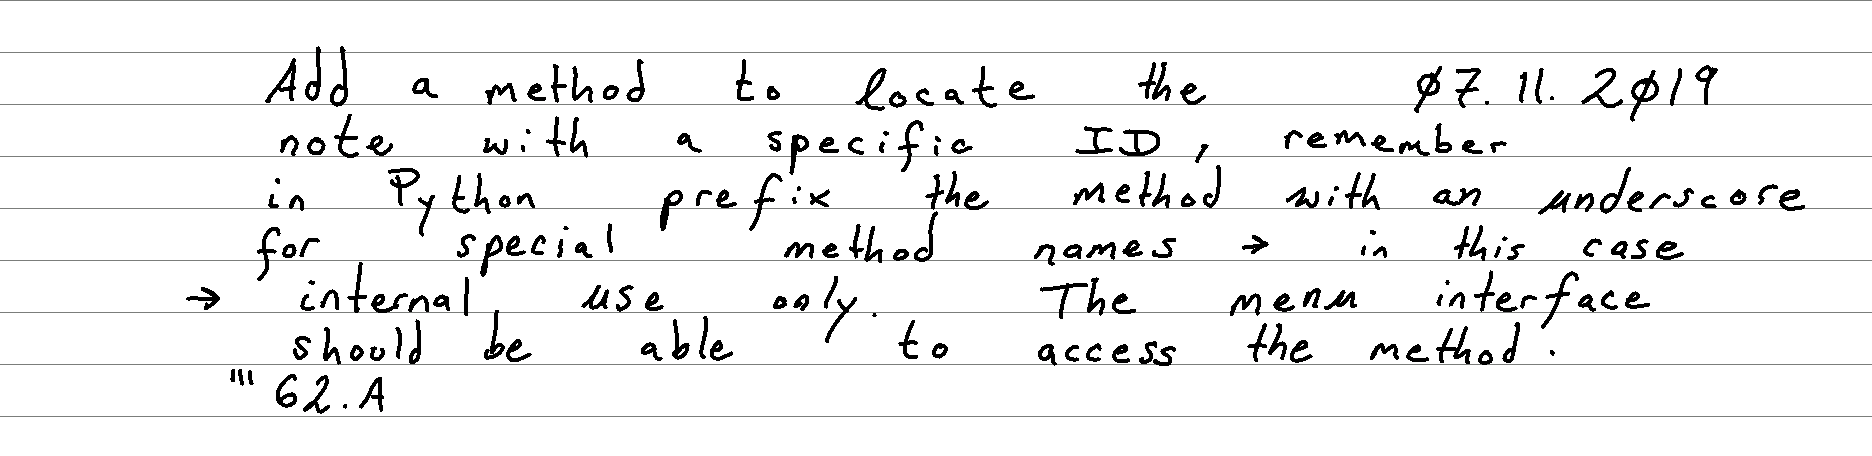 Add a method to locate the ø7.11.2ø19
note with a specific ID, remember
in Python prefix the method with an underscore
for special method names → in this case
→ internal use only. The menu interface
should be able to access the method.
''' 62.A